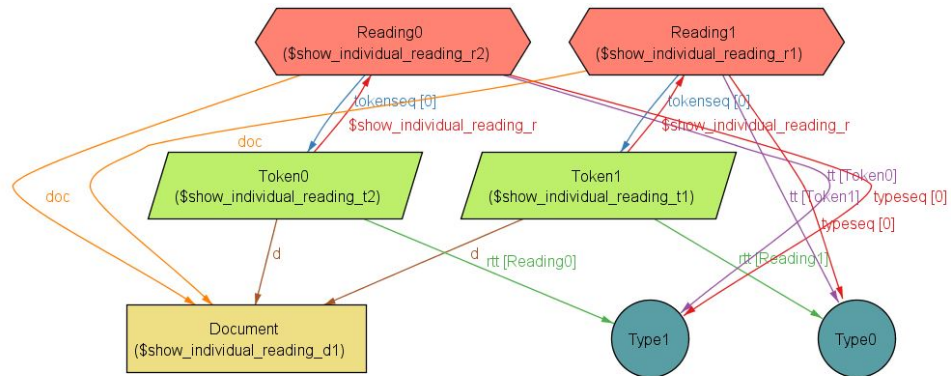 Reading0
($show_individual_reading_r2)
Reading1
($show_individual_reading_r1)
tokenseq [0]
$show_individual_reading_r
tokenseq [0]
$show_individual_reading_r
doc
doc
Token0
($show_individual_reading_t2)
Token1
($show_individual_reading_t1)
tt [Token0]
tt [Token1]
typeseq [0]
typeseq [0]
d
d
rtt [Reading0]
rtt [Reading1]
Document
($show_individual_reading_d1)
Type1
Type0